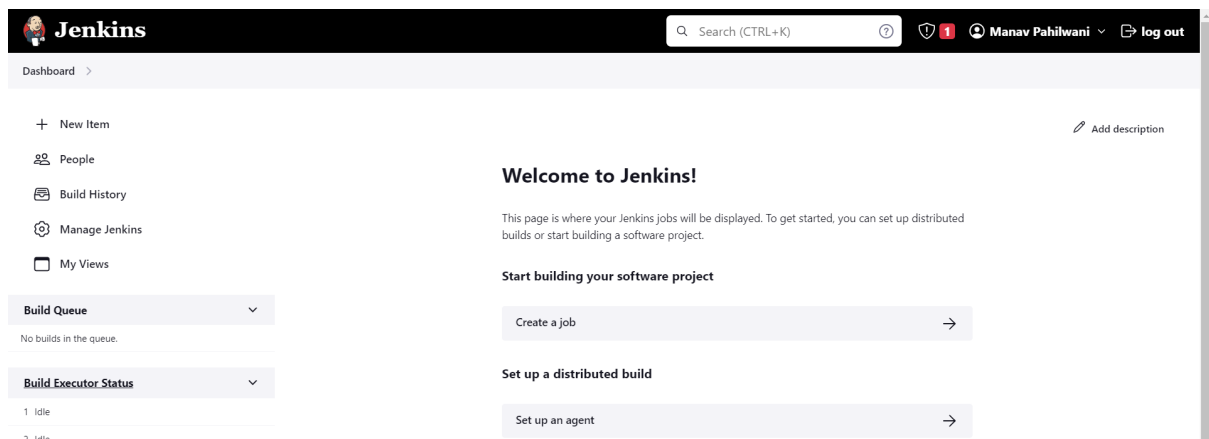 Jenkins
Search (CTRL+K)
1
Manav Pahilwani
log out
Dashboard
New Item
People
Build History
Manage Jenkins
My Views
Build Queue
No builds in the queue.
Build Executor Status
1 Idle
2 Idle
Add description
Welcome to Jenkins!
This page is where your Jenkins jobs will be displayed. To get started, you can set up distributed
builds or start building a software project.
Start building your software project
Create a job
Set up a distributed build
Set up an agent